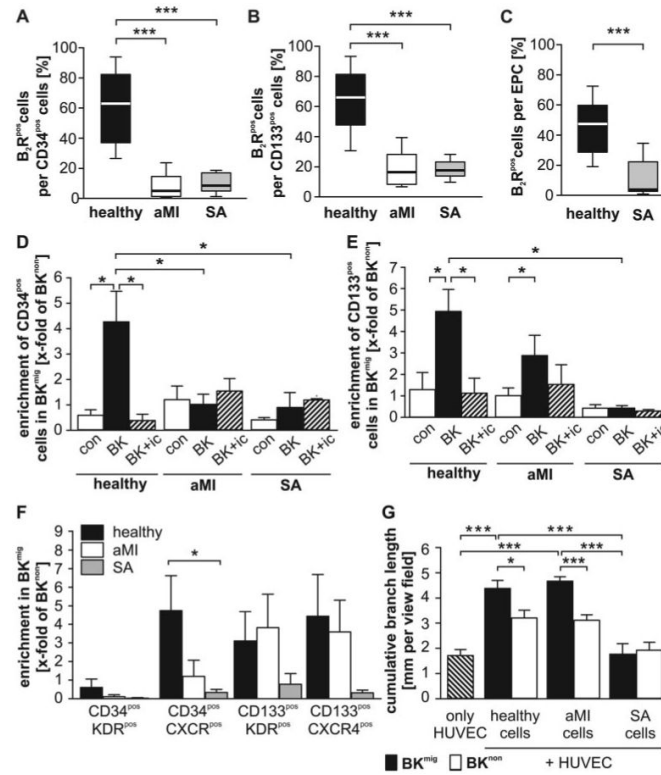 A
B
C
B₂Rᵖᵒˢcells
per CD34ᵖᵒˢ cells [%]
100
80
60
40
20
0
***
***
healthy aMI SA
B₂Rᵖᵒˢcells
per CD133ᵖᵒˢ cells [%]
100
80
60
40
20
0
***
***
healthy aMI SA
B₂Rᵖᵒˢcells per EPC [%]
100
80
60
40
20
0
***
healthy SA
D
E
enrichment of CD34ᵖᵒˢ
cells in BKᵐⁱᵍ [x-fold of BKⁿᵒⁿ]
6
5
4
3
2
1
0
*
*
* *
con BK BK+ic con BK BK+ic con BK BK+ic
healthy aMI SA
enrichment of CD133ᵖᵒˢ
cells in BKᵐⁱᵍ [x-fold of BKⁿᵒⁿ]
7
6
5
4
3
2
1
0
*
* * *
con BK BK+ic con BK BK+ic con BK BK+ic
healthy aMI SA
F
G
enrichment in BKᵐⁱᵍ
[x-fold of BKⁿᵒⁿ]
9
8
7
6
5
4
3
2
1
0
healthy
aMI
SA
*
CD34ᵖᵒˢ CD34ᵖᵒˢ CD133ᵖᵒˢ CD133ᵖᵒˢ
KDRᵖᵒˢ CXCRᵖᵒˢ KDRᵖᵒˢ CXCR4ᵖᵒˢ
cumulative branch length
[mm per view field]
6
5
4
3
2
1
0
*** ***
*** ***
* ***
only healthy aMI SA
HUVEC cells cells cells
+ HUVEC
BKᵐⁱᵍ BKⁿᵒⁿ